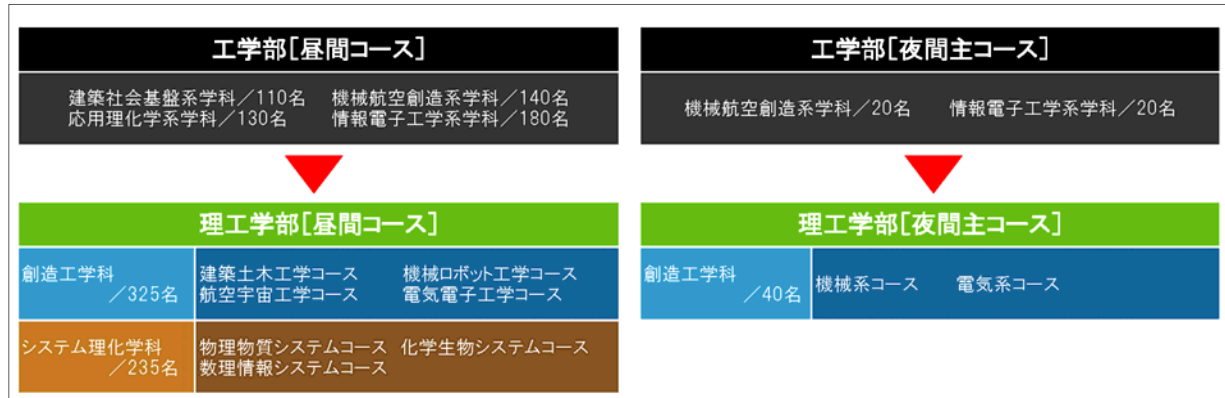 工学部[昼間コース]
建築社会基盤系学科／110名　機械航空創造系学科／140名
応用理化学系学科／130名　情報電子工学系学科／180名
理工学部[昼間コース]
創造工学科
／325名
建築土木工学コース　機械ロボット工学コース
航空宇宙工学コース　電気電子工学コース
システム理化学科
／235名
物理物質システムコース　化学生物システムコース
数理情報システムコース
工学部[夜間主コース]
機械航空創造系学科／20名　情報電子工学系学科／20名
理工学部[夜間主コース]
創造工学科
／40名
機械系コース　電気系コース